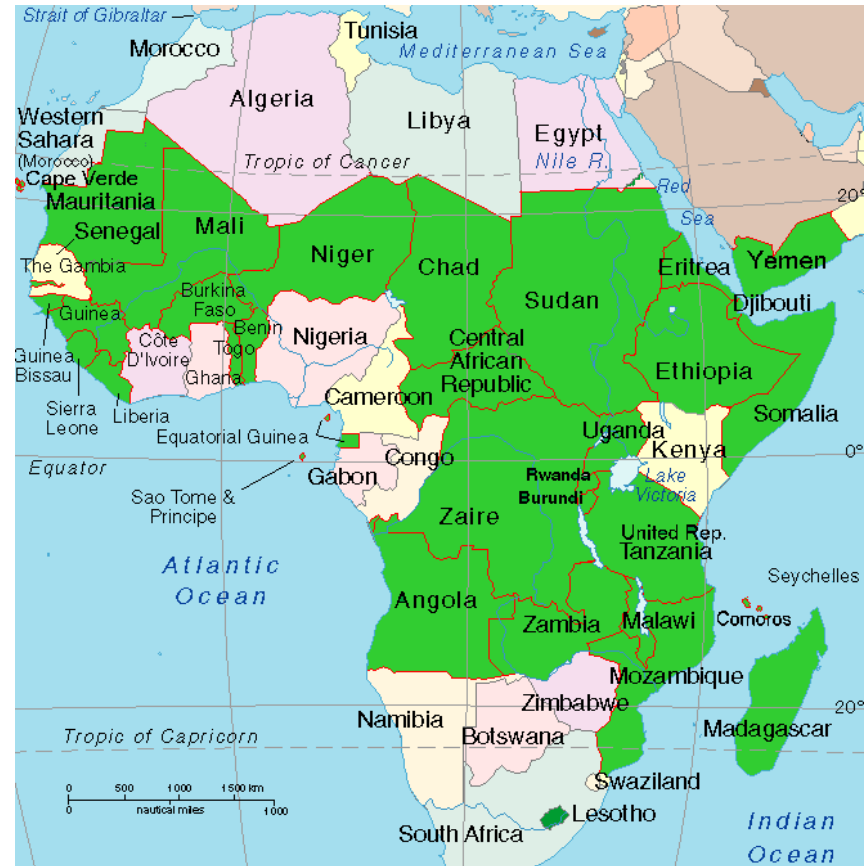 Strait of Gibraltar
Tunisia
Mediterranean Sea
Morocco
Algeria
Libya
Egypt
Western
Sahara
(Morocco)
Nile R.
Tropic of Cancer
Cape Verde
Mauritania
Red
Sea
20°
Senegal
Mali
Niger
Chad
Sudan
Eritrea
Yemen
The Gambia
Djibouti
Guinea
Burkina
Faso
Benin
Togo
Nigeria
Côte
D'Ivoire
Ghana
Central
African
Republic
Ethiopia
Guinea
Bissau
Sierra
Leone
Liberia
Cameroon
Somalia
Equatorial Guinea
Uganda
Kenya
Equator
0°
Gabon
Congo
Rwanda
Burundi
Lake
Victoria
Sao Tome &
Principe
Zaire
United Rep.
Tanzania
Atlantic
Ocean
Seychelles
Angola
Zambia
Malawi
Comoros
Mozambique
Namibia
Zimbabwe
20°
Botswana
Madagascar
Tropic of Capricorn
Swaziland
0 500 1000 1500 km
0 nautical miles 1000
Lesotho
South Africa
Indian
Ocean